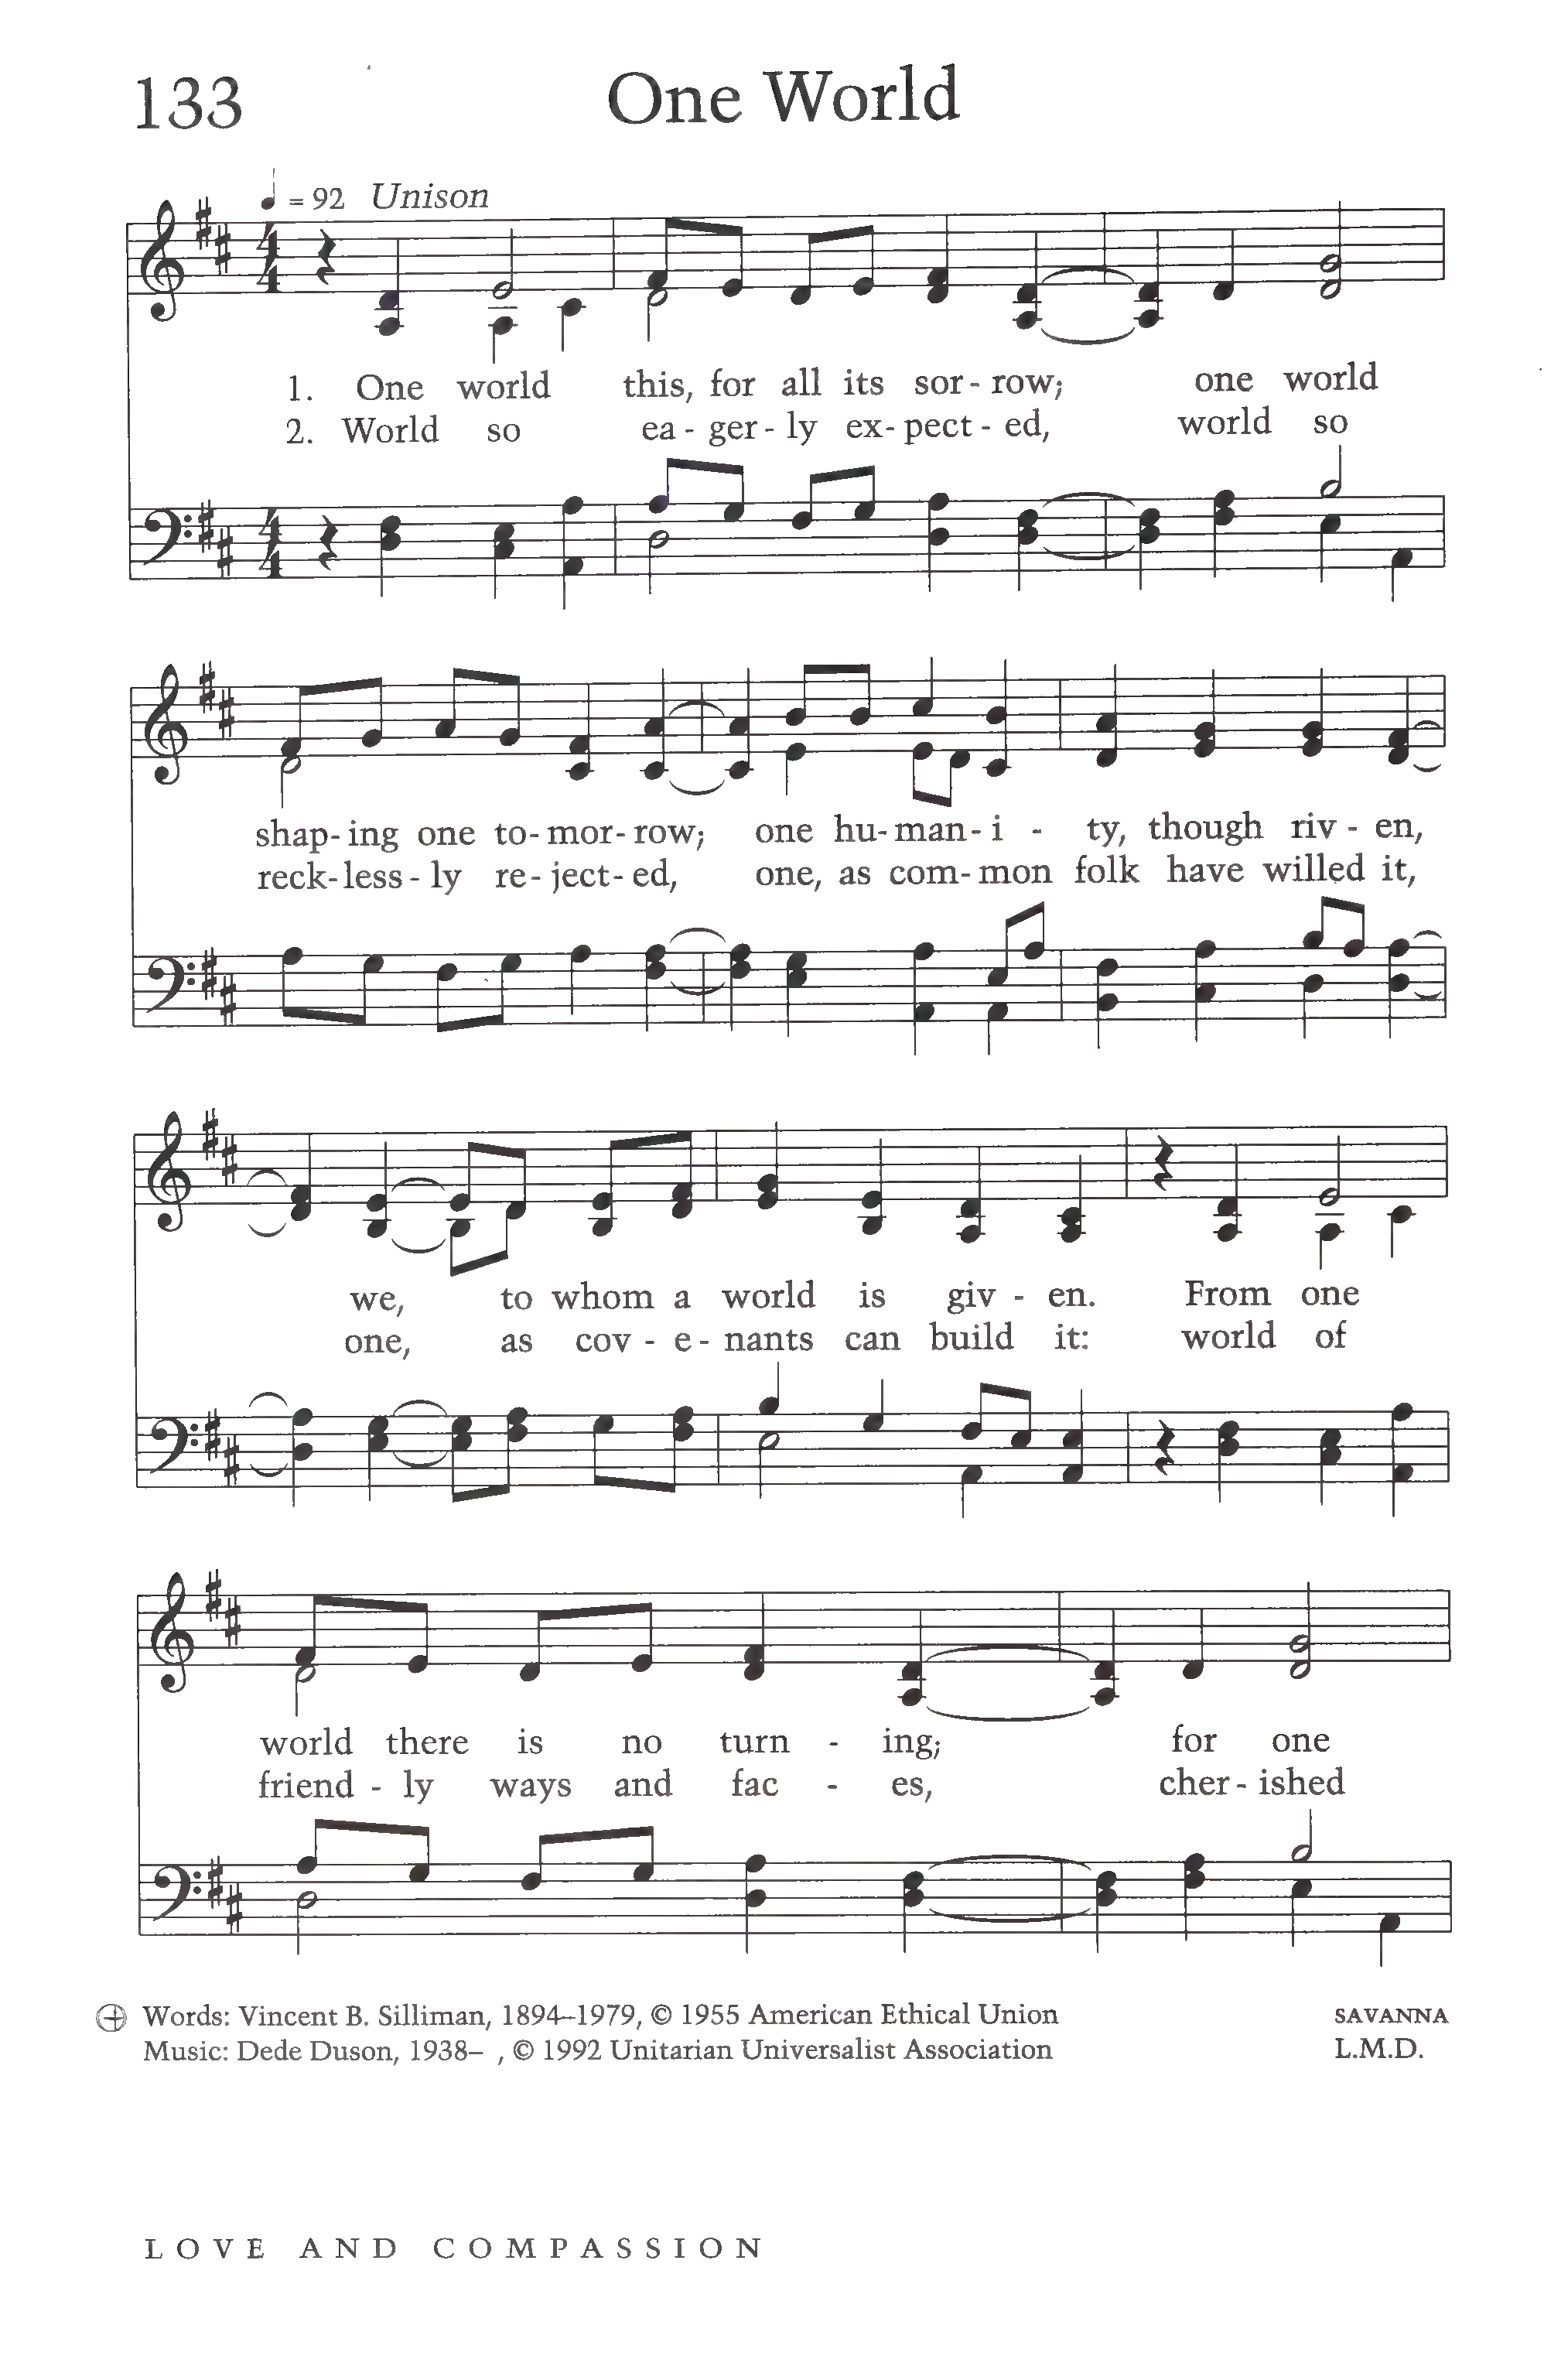 133 One World
= 92 Unison
1. One world this, for all its sor - row; one world
2. World so ea - ger - ly ex - pect - ed, world so
shap - ing one to - mor - row; one hu - man - i - ty, though riv - en,
reck - less - ly re - ject - ed, one, as com - mon folk have willed it,
we, to whom a world is giv - en. From one
one, as cov - e - nants can build it: world of
world there is no turn - ing; for one
friend - ly ways and fac - es, cher - ished
Words: Vincent B. Silliman, 1894–1979, © 1955 American Ethical Union SAVANNA
Music: Dede Duson, 1938– , © 1992 Unitarian Universalist Association L.M.D.
LOVE AND COMPASSION